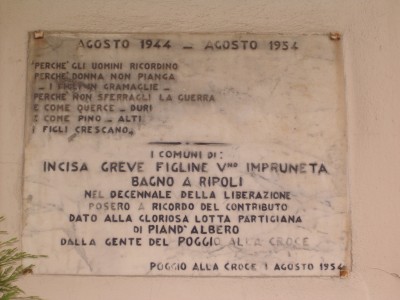 AGOSTO 1944 — AGOSTO 1954
"PERCHE' GLI UOMINI RICORDINO
PERCHE' DONNA NON PIANGA
— I FIGLI IN GRAMAGLIE —
PERCHE NON SFERRAGLI LA GUERRA
E COME QUERCE — DURI
E COME PINO — ALTI
I FIGLI CRESCANO„
I COMUNI DI:
INCISA GREVE FIGLINE Vno IMPRUNETA
BAGNO A RIPOLI
NEL DECENNALE DELLA LIBERAZIONE
POSERO A RICORDO DEL CONTRIBUTO
DATO ALLA GLORIOSA LOTTA PARTIGIANA
DI PIAND'ALBERO
DALLA GENTE DEL POGGIO ALLA CROCE
POGGIO ALLA CROCE 1 AGOSTO 1954